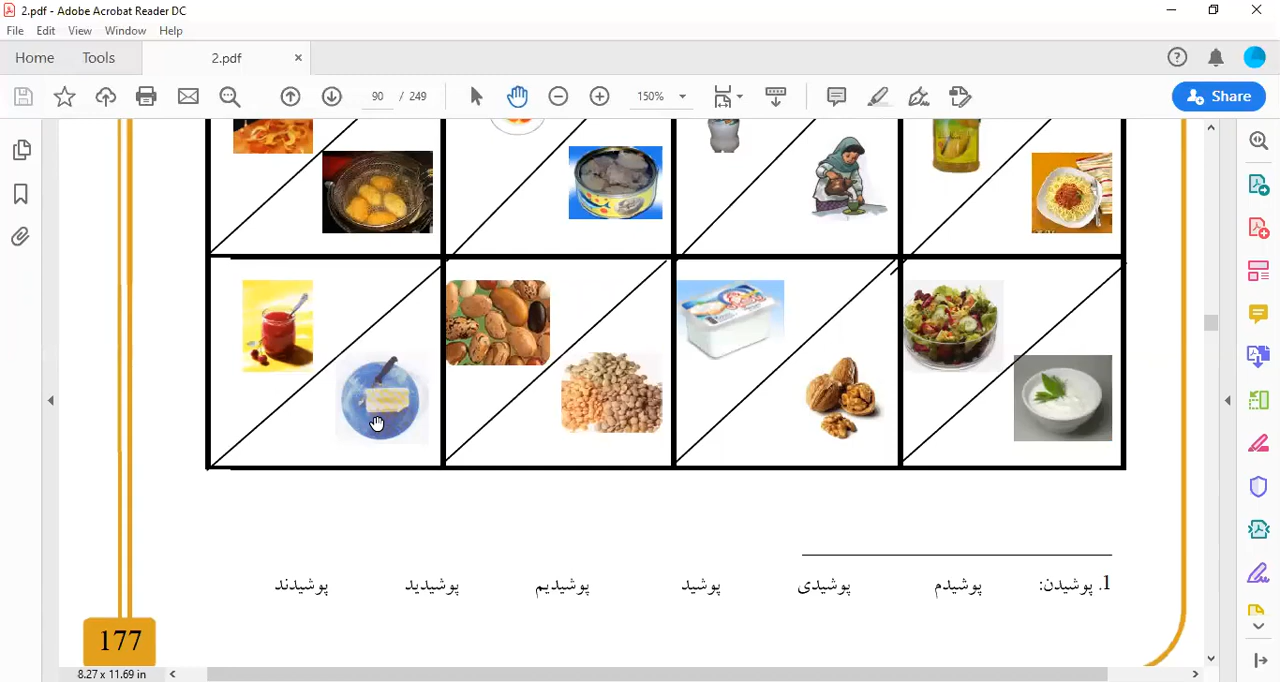 2.pdf - Adobe Acrobat Reader DC
File Edit View Window Help
Home Tools 2.pdf
90 / 249 150% Share
1. پوشیدن: پوشیدم پوشیدی پوشید پوشیدیم پوشیدید پوشیدند
177
8.27 x 11.69 in